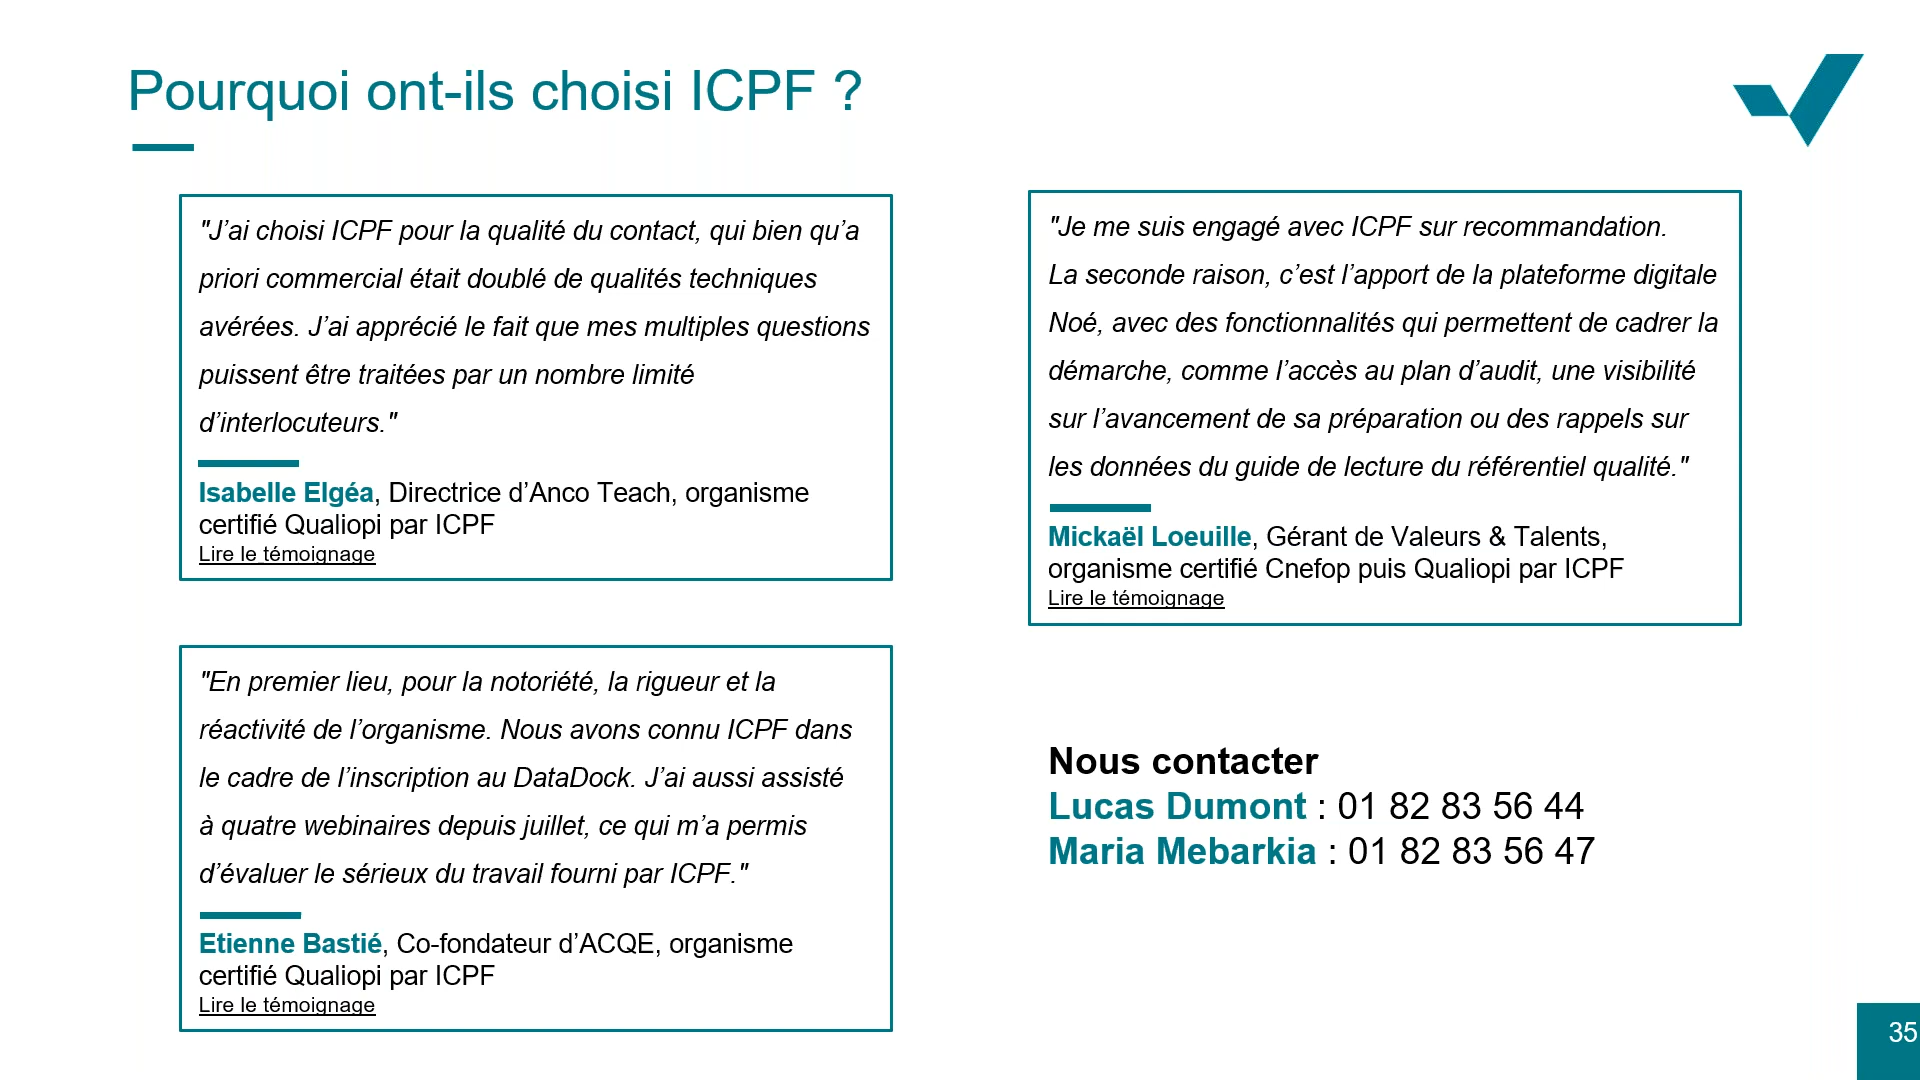 Pourquoi ont-ils choisi ICPF ?
"J’ai choisi ICPF pour la qualité du contact, qui bien qu’a
priori commercial était doublé de qualités techniques
avérées. J’ai apprécié le fait que mes multiples questions
puissent être traitées par un nombre limité
d’interlocuteurs."
Isabelle Elgéa, Directrice d’Anco Teach, organisme
certifié Qualiopi par ICPF
Lire le témoignage
"En premier lieu, pour la notoriété, la rigueur et la
réactivité de l’organisme. Nous avons connu ICPF dans
le cadre de l’inscription au DataDock. J’ai aussi assisté
à quatre webinaires depuis juillet, ce qui m’a permis
d’évaluer le sérieux du travail fourni par ICPF."
Etienne Bastié, Co-fondateur d’ACQE, organisme
certifié Qualiopi par ICPF
Lire le témoignage
"Je me suis engagé avec ICPF sur recommandation.
La seconde raison, c’est l’apport de la plateforme digitale
Noé, avec des fonctionnalités qui permettent de cadrer la
démarche, comme l’accès au plan d’audit, une visibilité
sur l’avancement de sa préparation ou des rappels sur
les données du guide de lecture du référentiel qualité."
Mickaël Loeuille, Gérant de Valeurs & Talents,
organisme certifié Cnefop puis Qualiopi par ICPF
Lire le témoignage
Nous contacter
Lucas Dumont : 01 82 83 56 44
Maria Mebarkia : 01 82 83 56 47
35